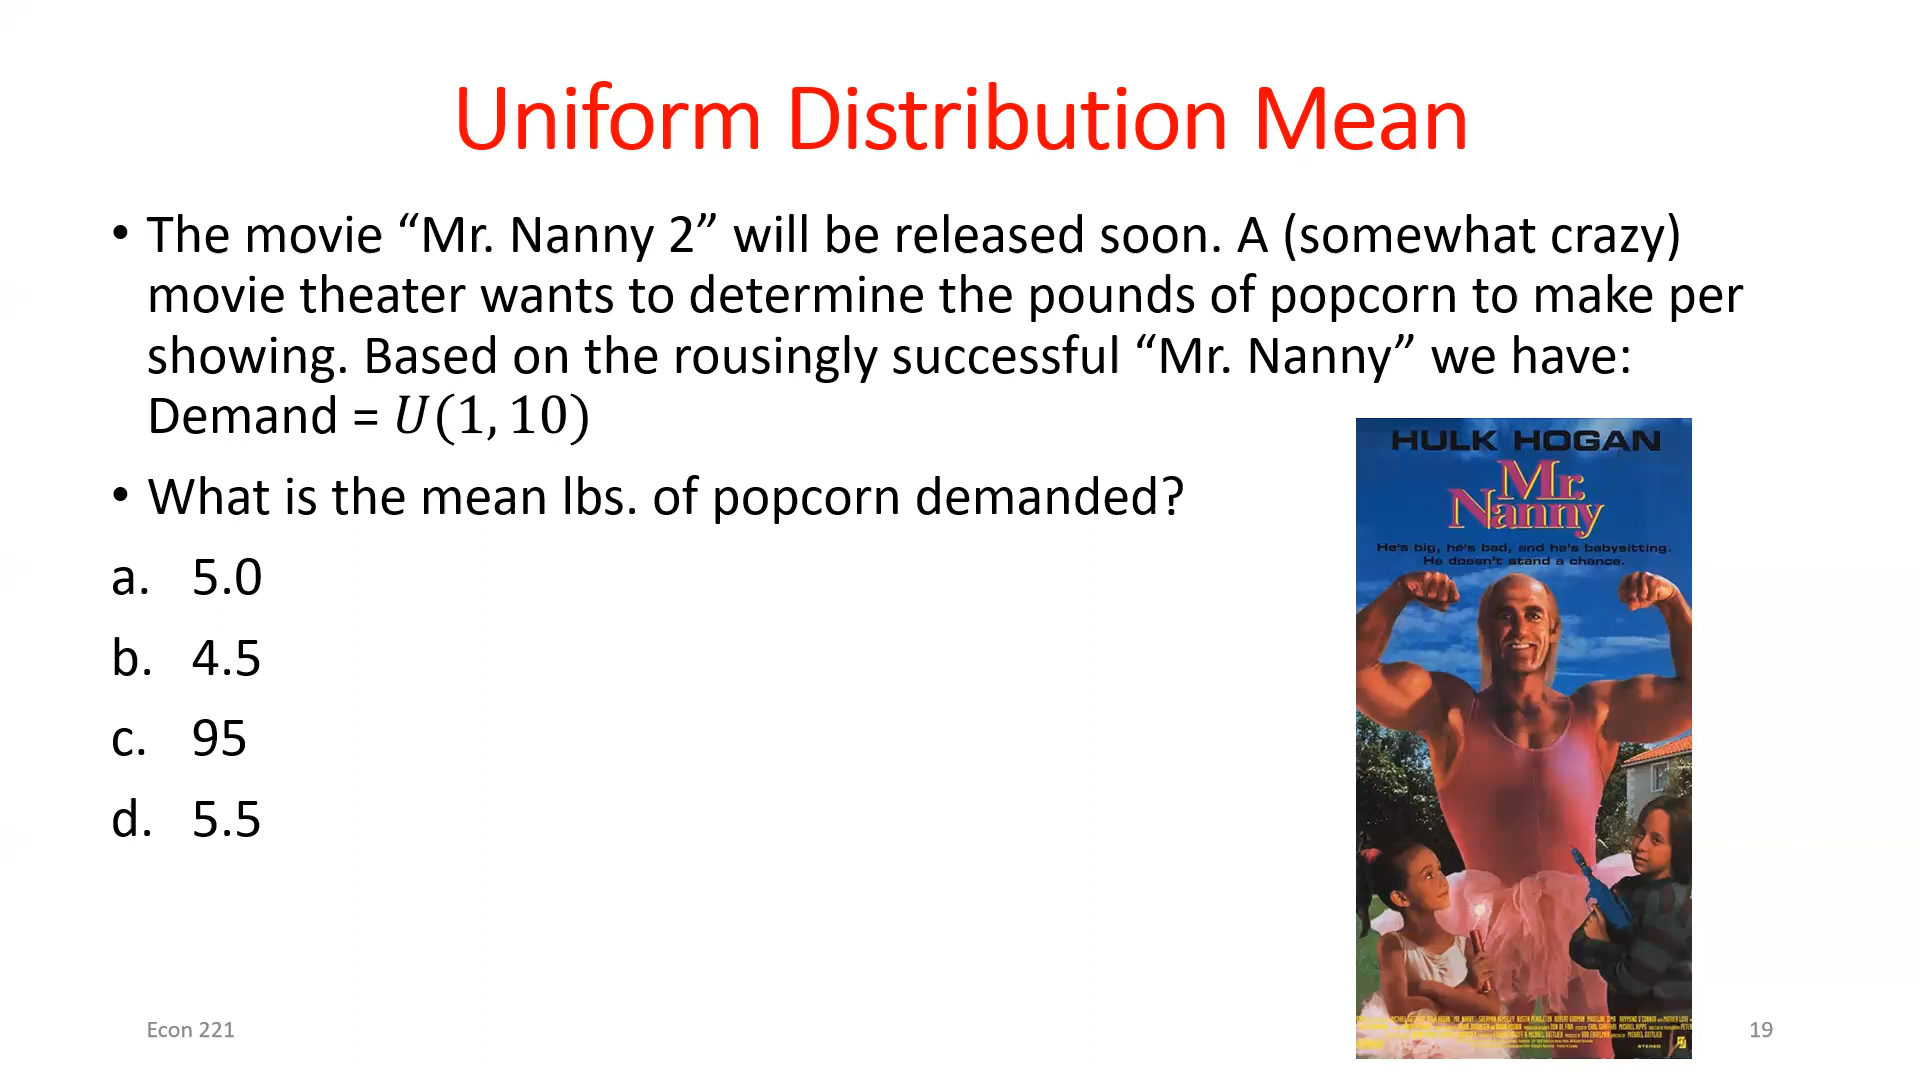 Uniform Distribution Mean
• The movie “Mr. Nanny 2” will be released soon. A (somewhat crazy)
movie theater wants to determine the pounds of popcorn to make per
showing. Based on the rousingly successful “Mr. Nanny” we have:
Demand = 𝑈(1, 10)
• What is the mean lbs. of popcorn demanded?
a. 5.0
b. 4.5
c. 95
d. 5.5
HULK HOGAN
Mr.
Nanny
He's big, he's bad, and he's babysitting.
He doesn't stand a chance.
Econ 221
19